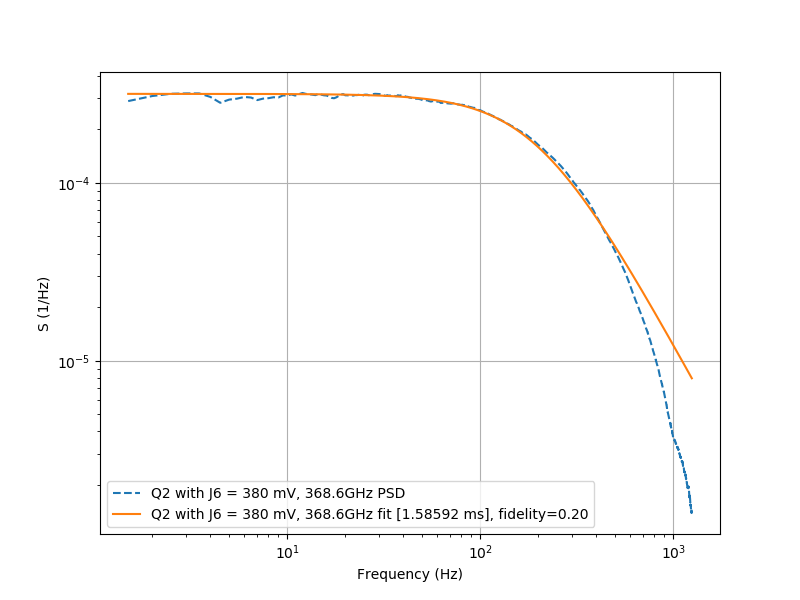 10⁻⁴
10⁻⁵
S (1/Hz)
Q2 with J6 = 380 mV, 368.6GHz PSD
Q2 with J6 = 380 mV, 368.6GHz fit [1.58592 ms], fidelity=0.20
10¹ 10² 10³
Frequency (Hz)